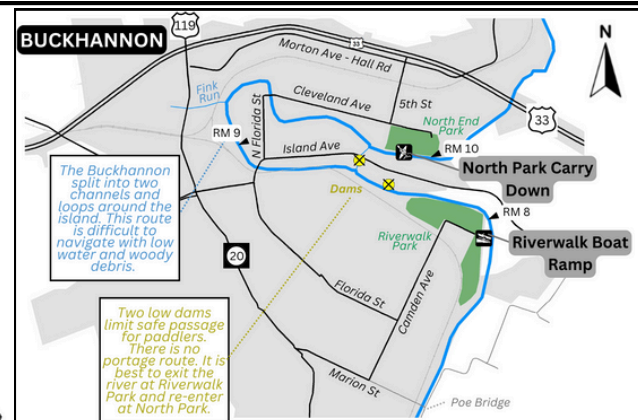 BUCKHANNON
119
N
Morton Ave - Hall Rd
33
Fink
Run
Cleveland Ave
5th St
33
N Florida St
North End
Park
RM 9
RM 10
Island Ave
North Park Carry
Down
The Buckhannon
split into two
channels and
loops around the
island. This route
is difficult to
navigate with low
water and woody
debris.
Dams
RM 8
Riverwalk
Park
Riverwalk Boat
Ramp
20
Florida St
Camden Ave
Two low dams
limit safe passage
for paddlers.
There is no
portage route. It is
best to exit the
river at Riverwalk
Park and re-enter
at North Park.
Marion St
Poe Bridge